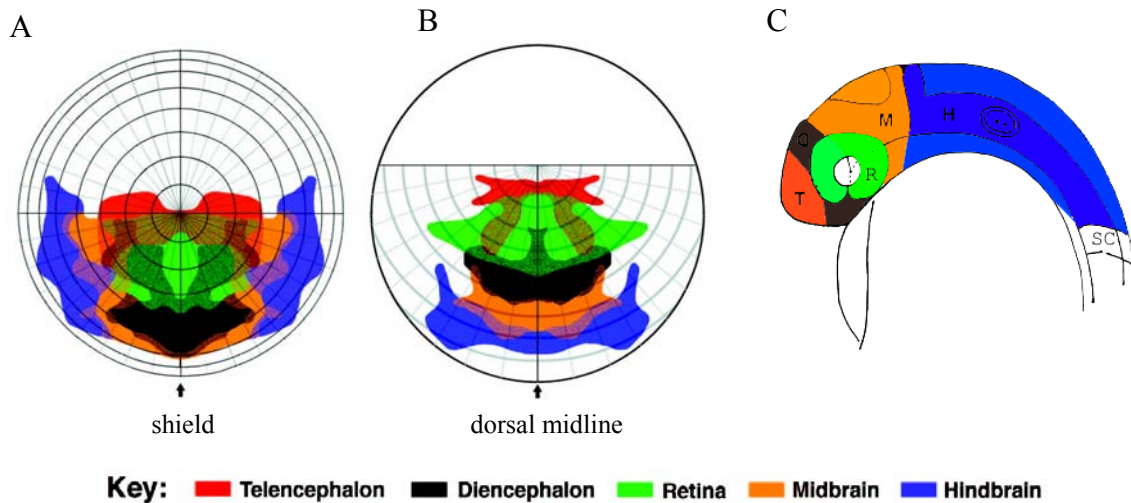 A
B
C
D
M
H
T
R
SC
shield
dorsal midline
Key: Telencephalon Diencephalon Retina Midbrain Hindbrain